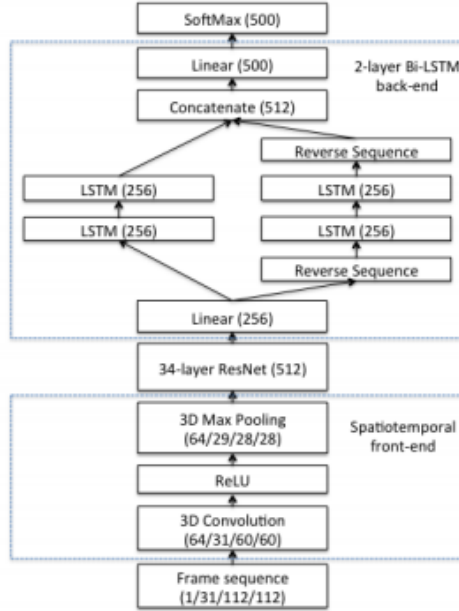 SoftMax (500)
Linear (500)
2-layer Bi-LSTM
back-end
Concatenate (512)
Reverse Sequence
LSTM (256)
LSTM (256)
LSTM (256)
LSTM (256)
Reverse Sequence
Linear (256)
34-layer ResNet (512)
3D Max Pooling
(64/29/28/28)
Spatiotemporal
front-end
ReLU
3D Convolution
(64/31/60/60)
Frame sequence
(1/31/112/112)